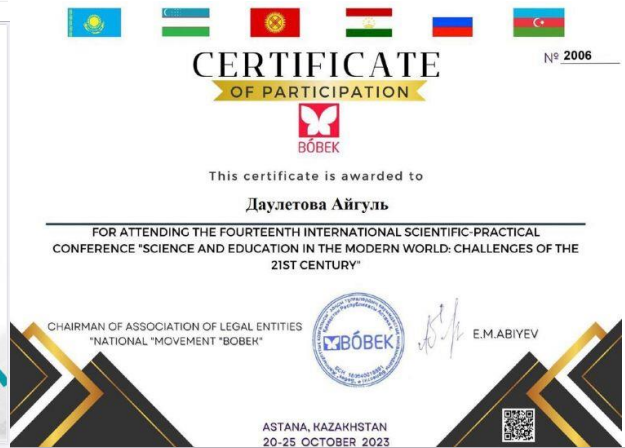 CERTIFICATE
Nº 2006
OF PARTICIPATION
BÓBEK
This certificate is awarded to
Даулетова Айгуль
FOR ATTENDING THE FOURTEENTH INTERNATIONAL SCIENTIFIC-PRACTICAL
CONFERENCE "SCIENCE AND EDUCATION IN THE MODERN WORLD: CHALLENGES OF THE
21ST CENTURY"
CHAIRMAN OF ASSOCIATION OF LEGAL ENTITIES
"NATIONAL "MOVEMENT "BOBEK"
BÓBEK
E.M.ABIYEV
ASTANA, KAZAKHSTAN
20-25 OCTOBER 2023